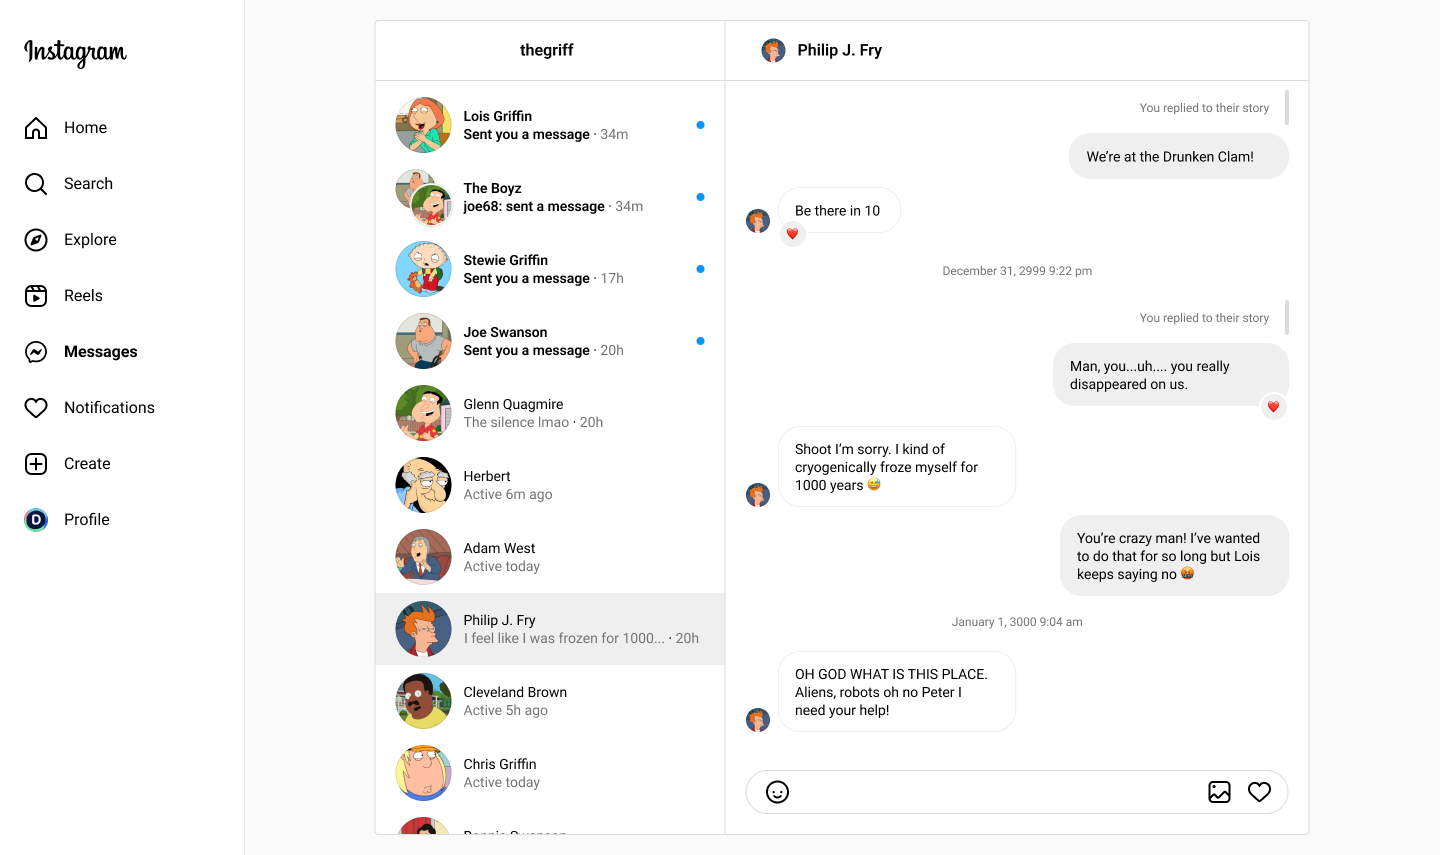 Instagram
Home
Search
Explore
Reels
Messages
Notifications
Create
D
Profile
thegriff
Lois Griffin
Sent you a message · 34m
The Boyz
joe68: sent a message · 34m
Stewie Griffin
Sent you a message · 17h
Joe Swanson
Sent you a message · 20h
Glenn Quagmire
The silence lmao · 20h
Herbert
Active 6m ago
Adam West
Active today
Philip J. Fry
I feel like I was frozen for 1000... · 20h
Cleveland Brown
Active 5h ago
Chris Griffin
Active today
Philip J. Fry
You replied to their story
We’re at the Drunken Clam!
Be there in 10
❤️
December 31, 2999 9:22 pm
You replied to their story
Man, you...uh.... you really
disappeared on us.
❤️
Shoot I’m sorry. I kind of
cryogenically froze myself for
1000 years 😅
You’re crazy man! I’ve wanted
to do that for so long but Lois
keeps saying no 🤬
January 1, 3000 9:04 am
OH GOD WHAT IS THIS PLACE.
Aliens, robots oh no Peter I
need your help!